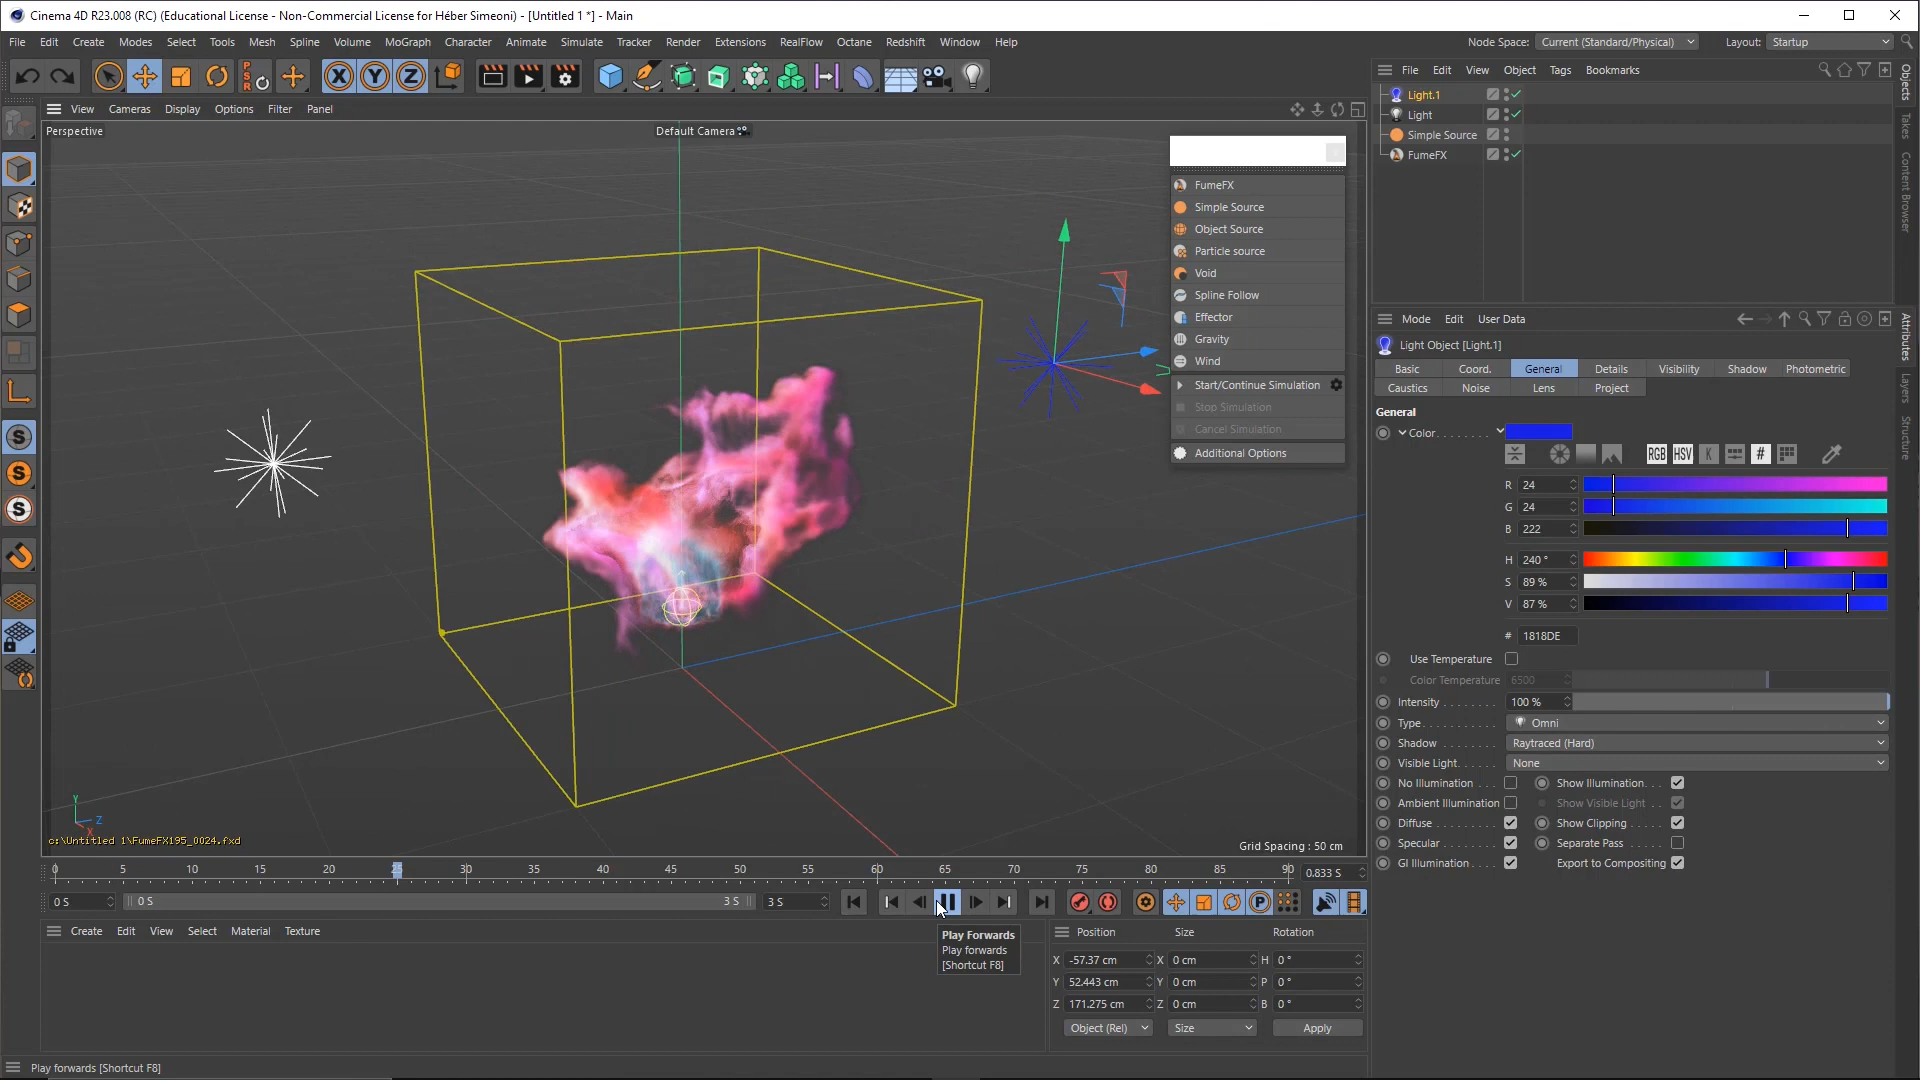 Cinema 4D R23.008 (RC) (Educational License - Non-Commercial License for Héber Simeoni) - [Untitled 1 *] - Main
File Edit Create Modes Select Tools Mesh Spline Volume MoGraph Character Animate Simulate Tracker Render Extensions RealFlow Octane Redshift Window Help
Node Space: Current (Standard/Physical) Layout: Startup
PSR X Y Z
View Cameras Display Options Filter Panel
File Edit View Object Tags Bookmarks
Perspective
Default Camera
Light.1
Light
Simple Source
FumeFX
FumeFX
Simple Source
Object Source
Particle source
Void
Spline Follow
Effector
Gravity
Wind
Start/Continue Simulation
Stop Simulation
Cancel Simulation
Additional Options
S
S
S
Objects
Takes
Content Browser
Attributes
Layers
Structure
Mode Edit User Data
Light Object [Light.1]
Basic Coord. General Details Visibility Shadow Photometric
Caustics Noise Lens Project
General
Color . . . . . . . .
RGB HSV K #
R 24
G 24
B 222
H 240 °
S 89 %
V 87 %
# 1818DE
Use Temperature
Color Temperature 6500
Intensity . . . . . . . 100 %
Type . . . . . . . . . . Omni
Shadow . . . . . . . . Raytraced (Hard)
Visible Light . . . . . None
No Illumination . . . Show Illumination . . .
Ambient Illumination Show Visible Light . .
Diffuse . . . . . . . . . Show Clipping . . . . .
Specular . . . . . . . . Separate Pass . . . . .
GI Illumination . . . . Export to Compositing
Y
Z
X
c:\Untitled 1\FumeFX195_0024.fxd
Grid Spacing : 50 cm
0 5 10 15 20 25 30 35 40 45 50 55 60 65 70 75 80 85 90 0.833 S
0 S 0 S 3 S 3 S
P
Create Edit View Select Material Texture
Play Forwards
Play forwards
[Shortcut F8]
Position Size Rotation
X -57.37 cm X 0 cm H 0 °
Y 52.443 cm Y 0 cm P 0 °
Z 171.275 cm Z 0 cm B 0 °
Object (Rel) Size Apply
Play forwards [Shortcut F8]